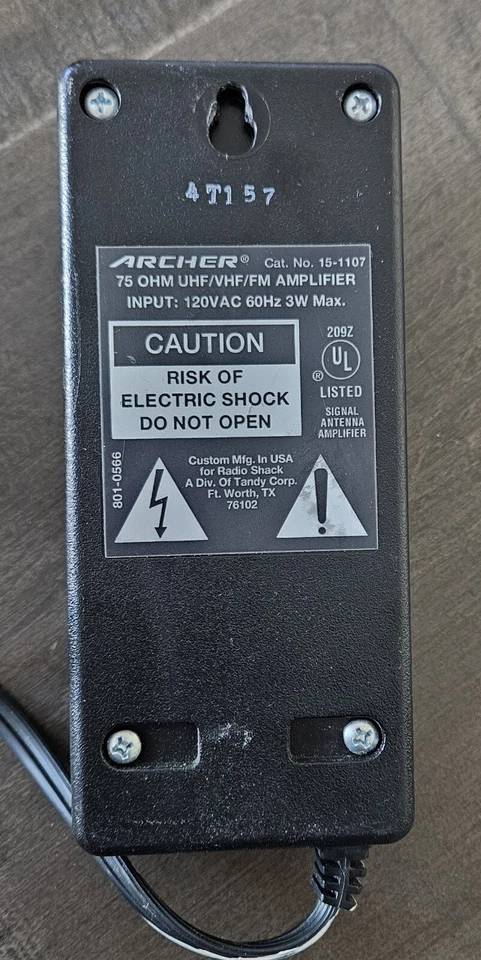 4T157
ARCHER® Cat. No. 15-1107
75 OHM UHF/VHF/FM AMPLIFIER
INPUT: 120VAC 60Hz 3W Max.
CAUTION
RISK OF
ELECTRIC SHOCK
DO NOT OPEN
209Z
UL
®
LISTED
SIGNAL
ANTENNA
AMPLIFIER
801-0566
Custom Mfg. In USA
for Radio Shack
A Div. Of Tandy Corp.
Ft. Worth, TX
76102
!